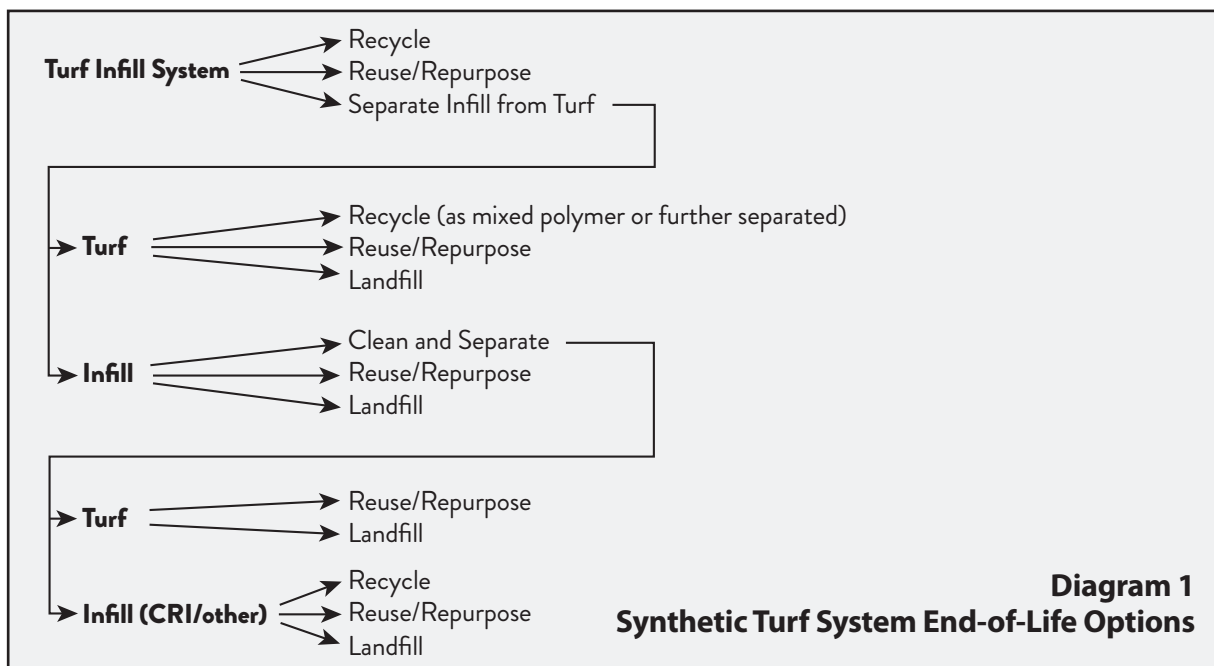 Turf Infill System
Recycle
Reuse/Repurpose
Separate Infill from Turf
Turf
Recycle (as mixed polymer or further separated)
Reuse/Repurpose
Landfill
Infill
Clean and Separate
Reuse/Repurpose
Landfill
Turf
Reuse/Repurpose
Landfill
Infill (CRI/other)
Recycle
Reuse/Repurpose
Landfill
Diagram 1
Synthetic Turf System End-of-Life Options